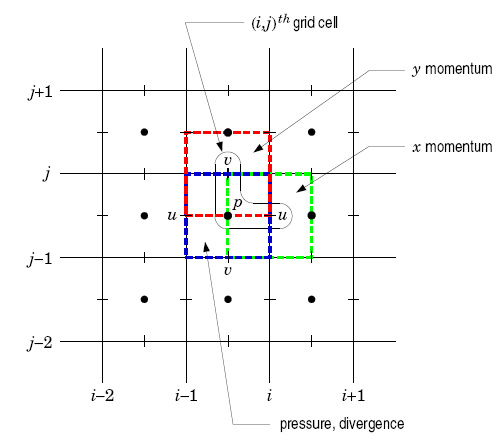 (i,j)th grid cell
y momentum
j+1
x momentum
v
j
p
u
u
j–1
v
j–2
i–2
i–1
i
i+1
pressure, divergence